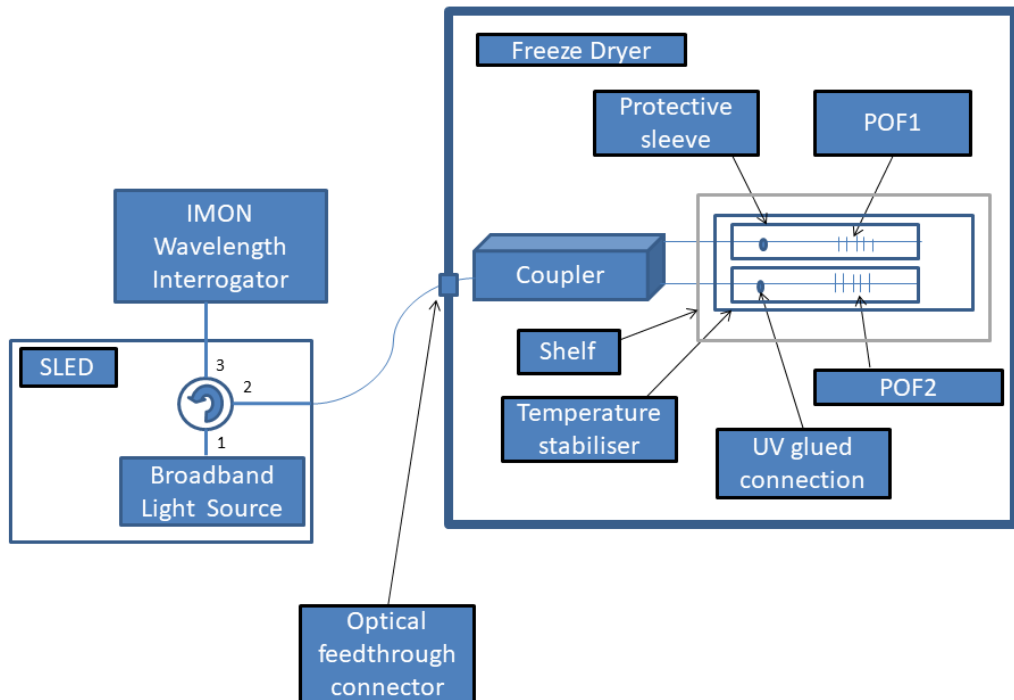 Freeze Dryer
Protective
sleeve
POF1
IMON
Wavelength
Interrogator
Coupler
SLED
3
2
1
Broadband
Light Source
Shelf
POF2
Temperature
stabiliser
UV glued
connection
Optical
feedthrough
connector